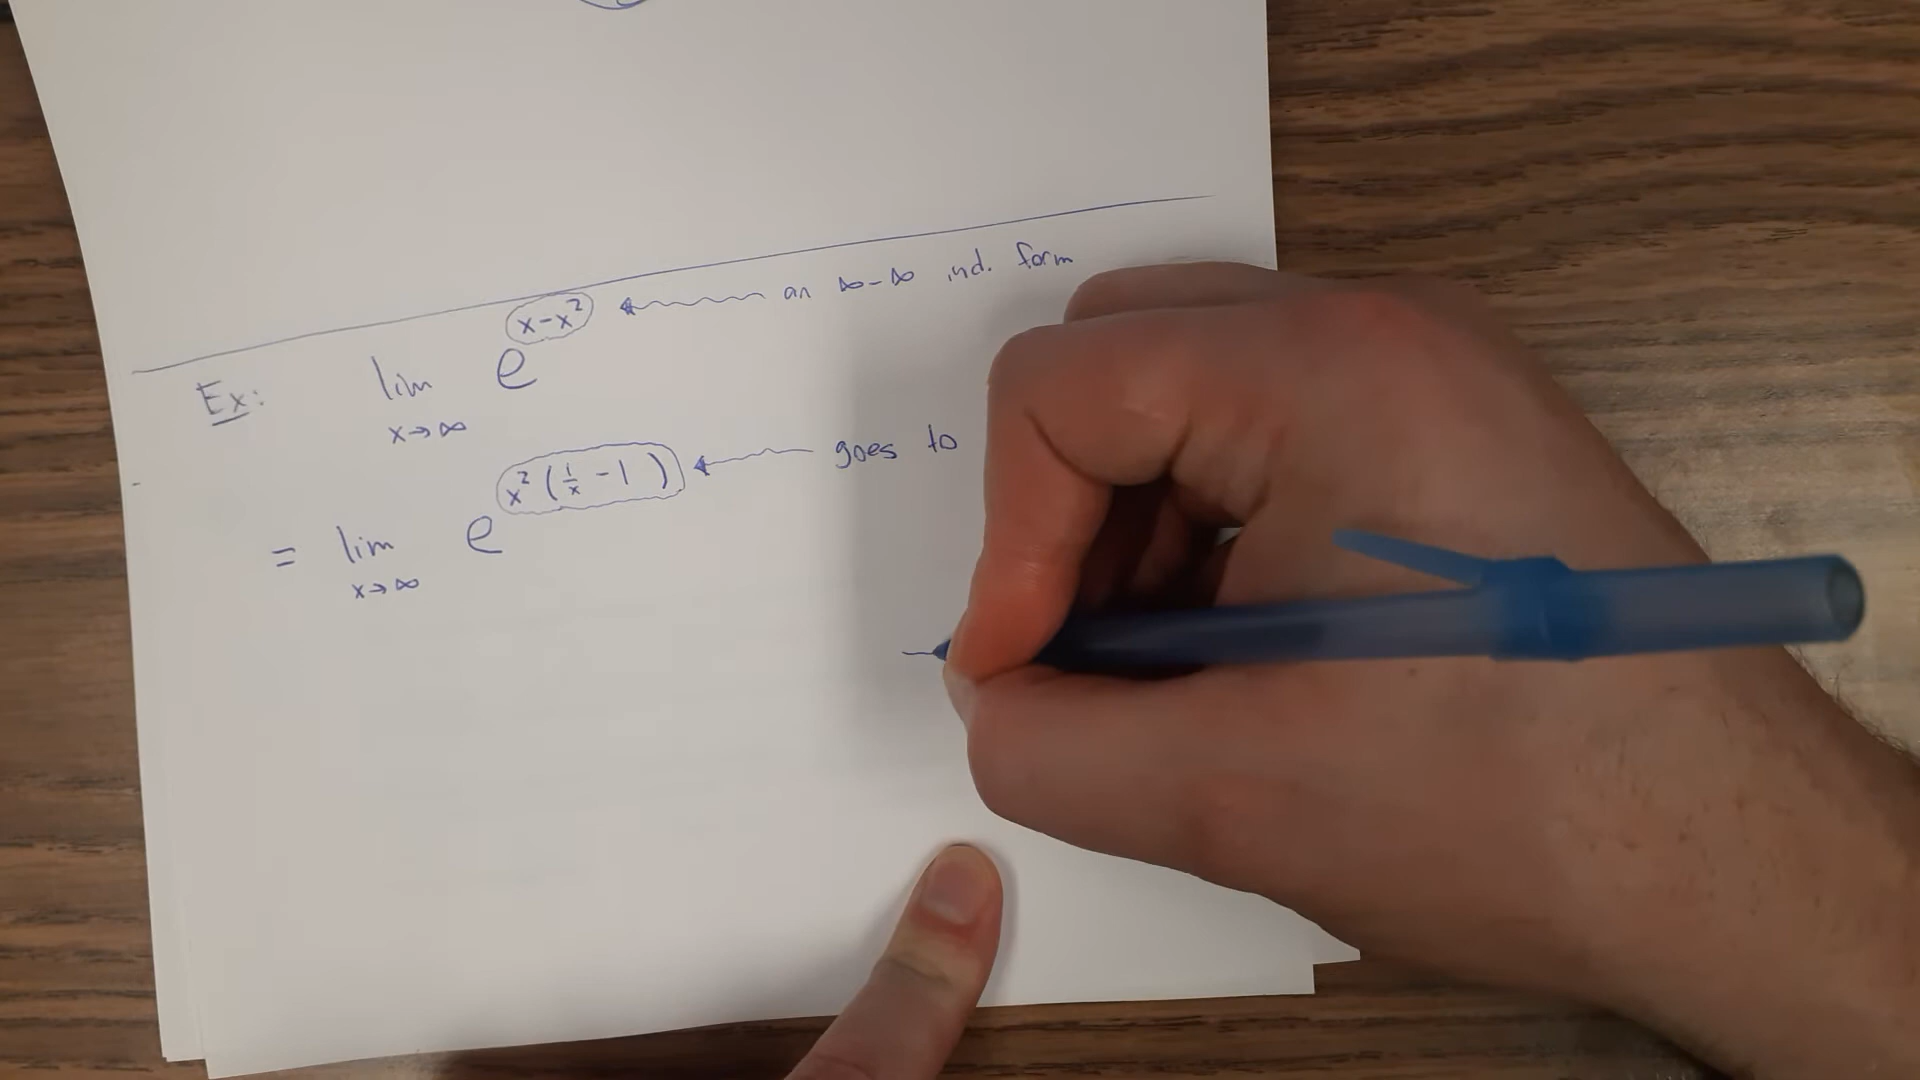 Ex: lim x→∞ e^(x-x²) ← an ∞-∞ ind. form
= lim x→∞ e^(x²(1/x - 1)) ← goes to